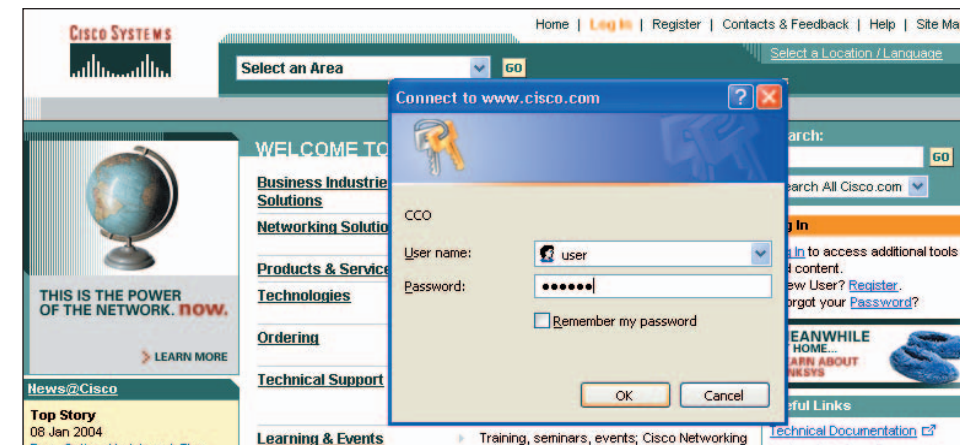 CISCO SYSTEMS
Home | Log In | Register | Contacts & Feedback | Help | Site Ma
Select a Location / Language
Select an Area
GO
Connect to www.cisco.com
CCO
User name:
user
Password:
••••••
Remember my password
OK
Cancel
WELCOME TO
Business Industrie
Solutions
Networking Solutio
Products & Service
Technologies
Ordering
Technical Support
Learning & Events
Training, seminars, events; Cisco Networking
THIS IS THE POWER
OF THE NETWORK. now.
LEARN MORE
News@Cisco
Top Story
08 Jan 2004
arch:
GO
earch All Cisco.com
g In
g In to access additional tools
d content.
ew User? Register.
orgot your Password?
EANWHILE
HOME...
ARN ABOUT
NKSYS
eful Links
Technical Documentation